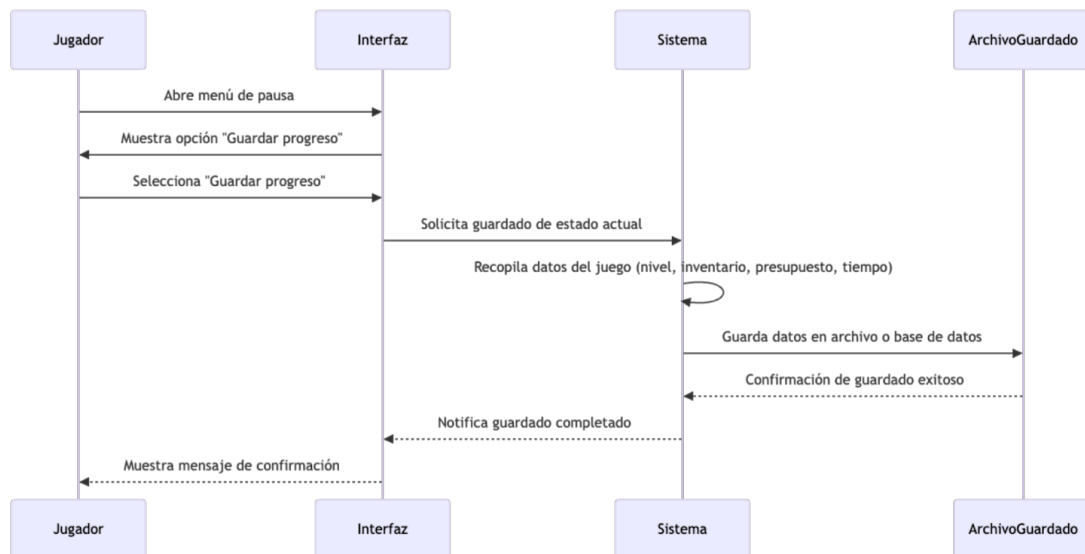 Jugador
Interfaz
Sistema
ArchivoGuardado
Abre menú de pausa
Muestra opción "Guardar progreso"
Selecciona "Guardar progreso"
Solicita guardado de estado actual
Recopila datos del juego (nivel, inventario, presupuesto, tiempo)
Guarda datos en archivo o base de datos
Confirmación de guardado exitoso
Notifica guardado completado
Muestra mensaje de confirmación
Jugador
Interfaz
Sistema
ArchivoGuardado